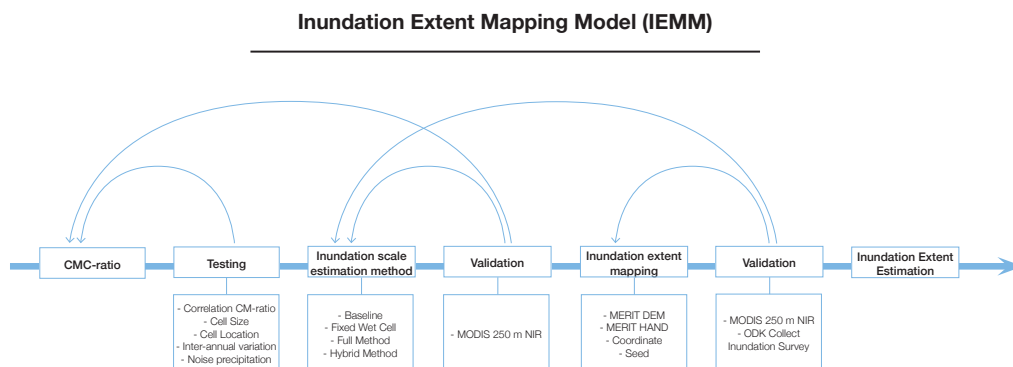 Inundation Extent Mapping Model (IEMM)
CMC-ratio
Testing
Inundation scale
estimation method
Validation
Inundation extent
mapping
Validation
Inundation Extent
Estimation
- Correlation CM-ratio
- Cell Size
- Cell Location
- Inter-annual variation
- Noise precipitation
- Baseline
- Fixed Wet Cell
- Full Method
- Hybrid Method
- MODIS 250 m NIR
- MERIT DEM
- MERIT HAND
- Coordinate
- Seed
- MODIS 250 m NIR
- ODK Collect
Inundation Survey